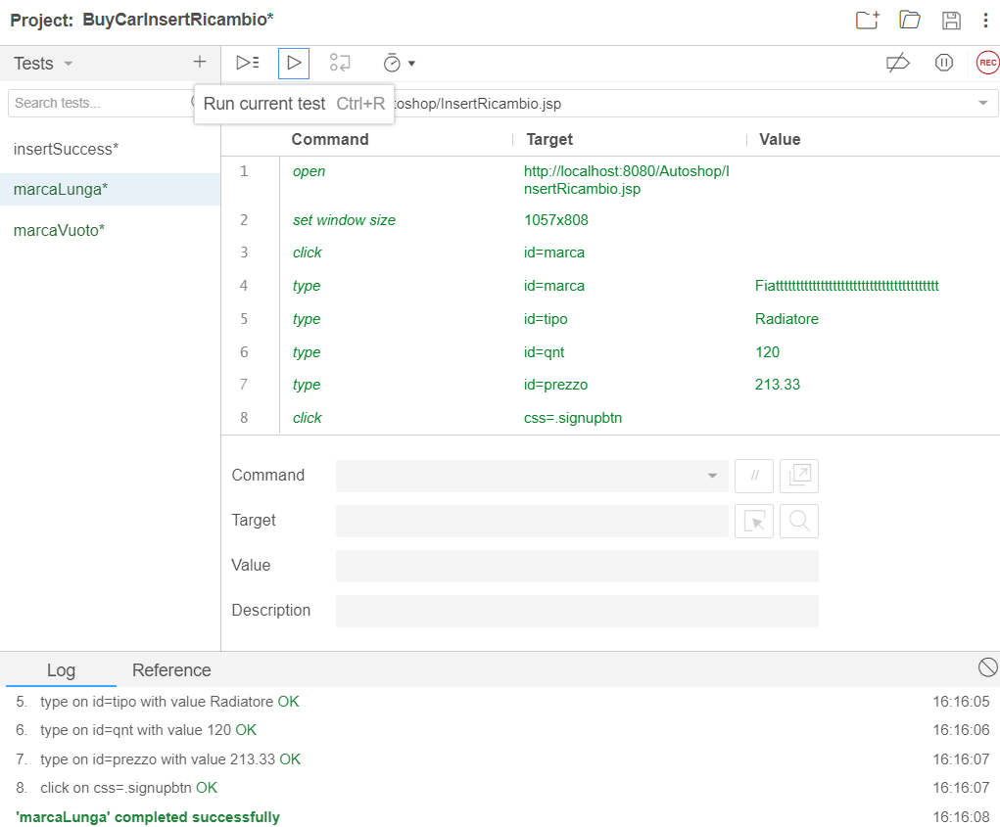 Project: BuyCarInsertRicambio*
REC
Tests
+
Search tests...
Run current test Ctrl+R
toshop/InsertRicambio.jsp
insertSuccess*
marcaLunga*
marcaVuoto*
Command Target Value
1 open http://localhost:8080/Autoshop/I
nsertRicambio.jsp
2 set window size 1057x808
3 click id=marca
4 type id=marca
5 type id=tipo Radiatore
6 type id=qnt 120
7 type id=prezzo 213.33
8 click css=.signupbtn
Command //
Target
Value
Description
Log Reference
5. type on id=tipo with value Radiatore OK 16:16:05
6. type on id=qnt with value 120 OK 16:16:06
7. type on id=prezzo with value 213.33 OK 16:16:07
8. click on css=.signupbtn OK 16:16:07
'marcaLunga' completed successfully 16:16:08